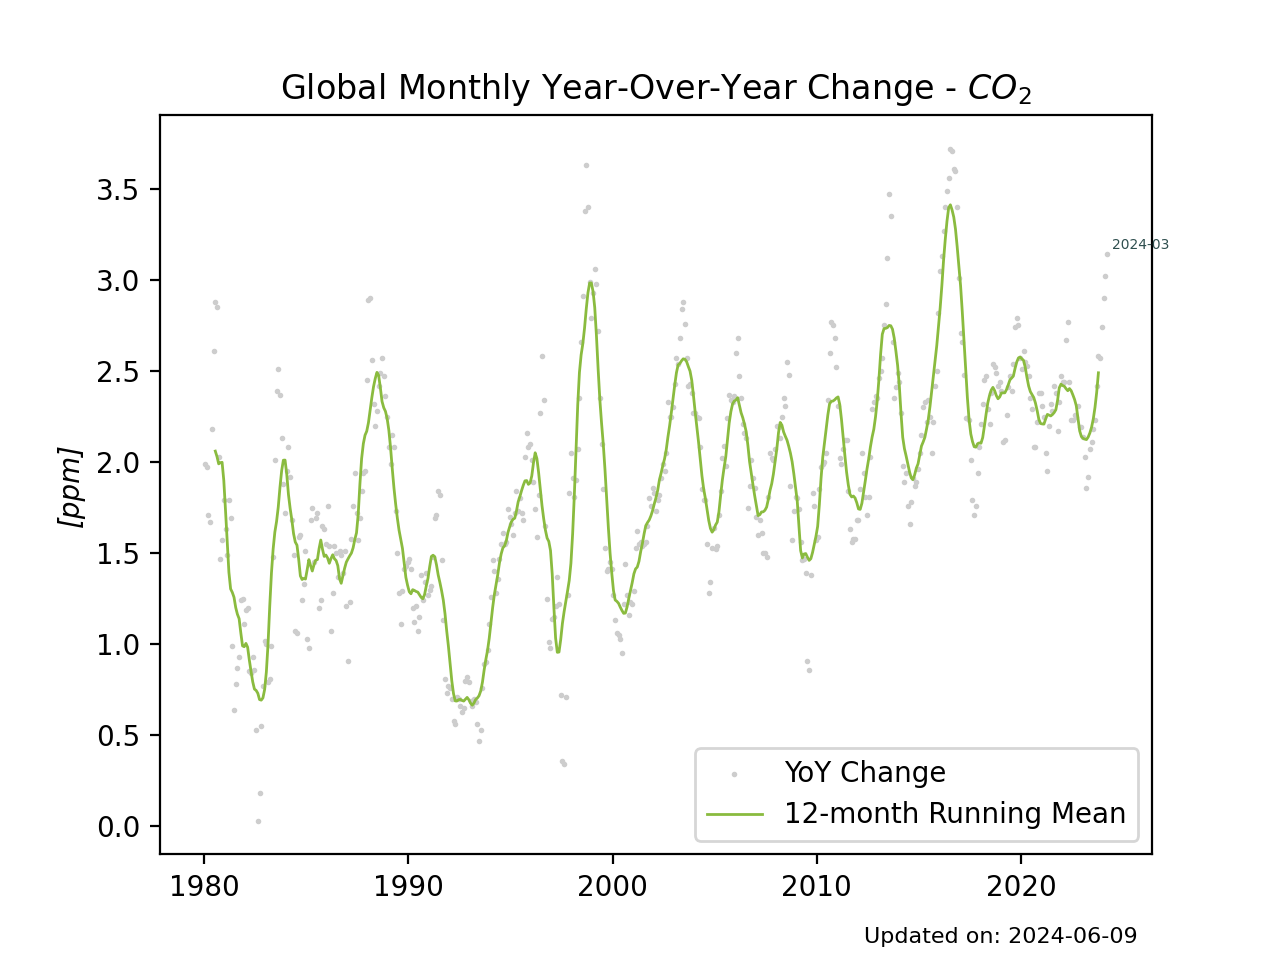 Global Monthly Year-Over-Year Change - CO₂
[ppm]
3.5
3.0
2.5
2.0
1.5
1.0
0.5
0.0
2024-03
YoY Change
12-month Running Mean
1980 1990 2000 2010 2020
Updated on: 2024-06-09